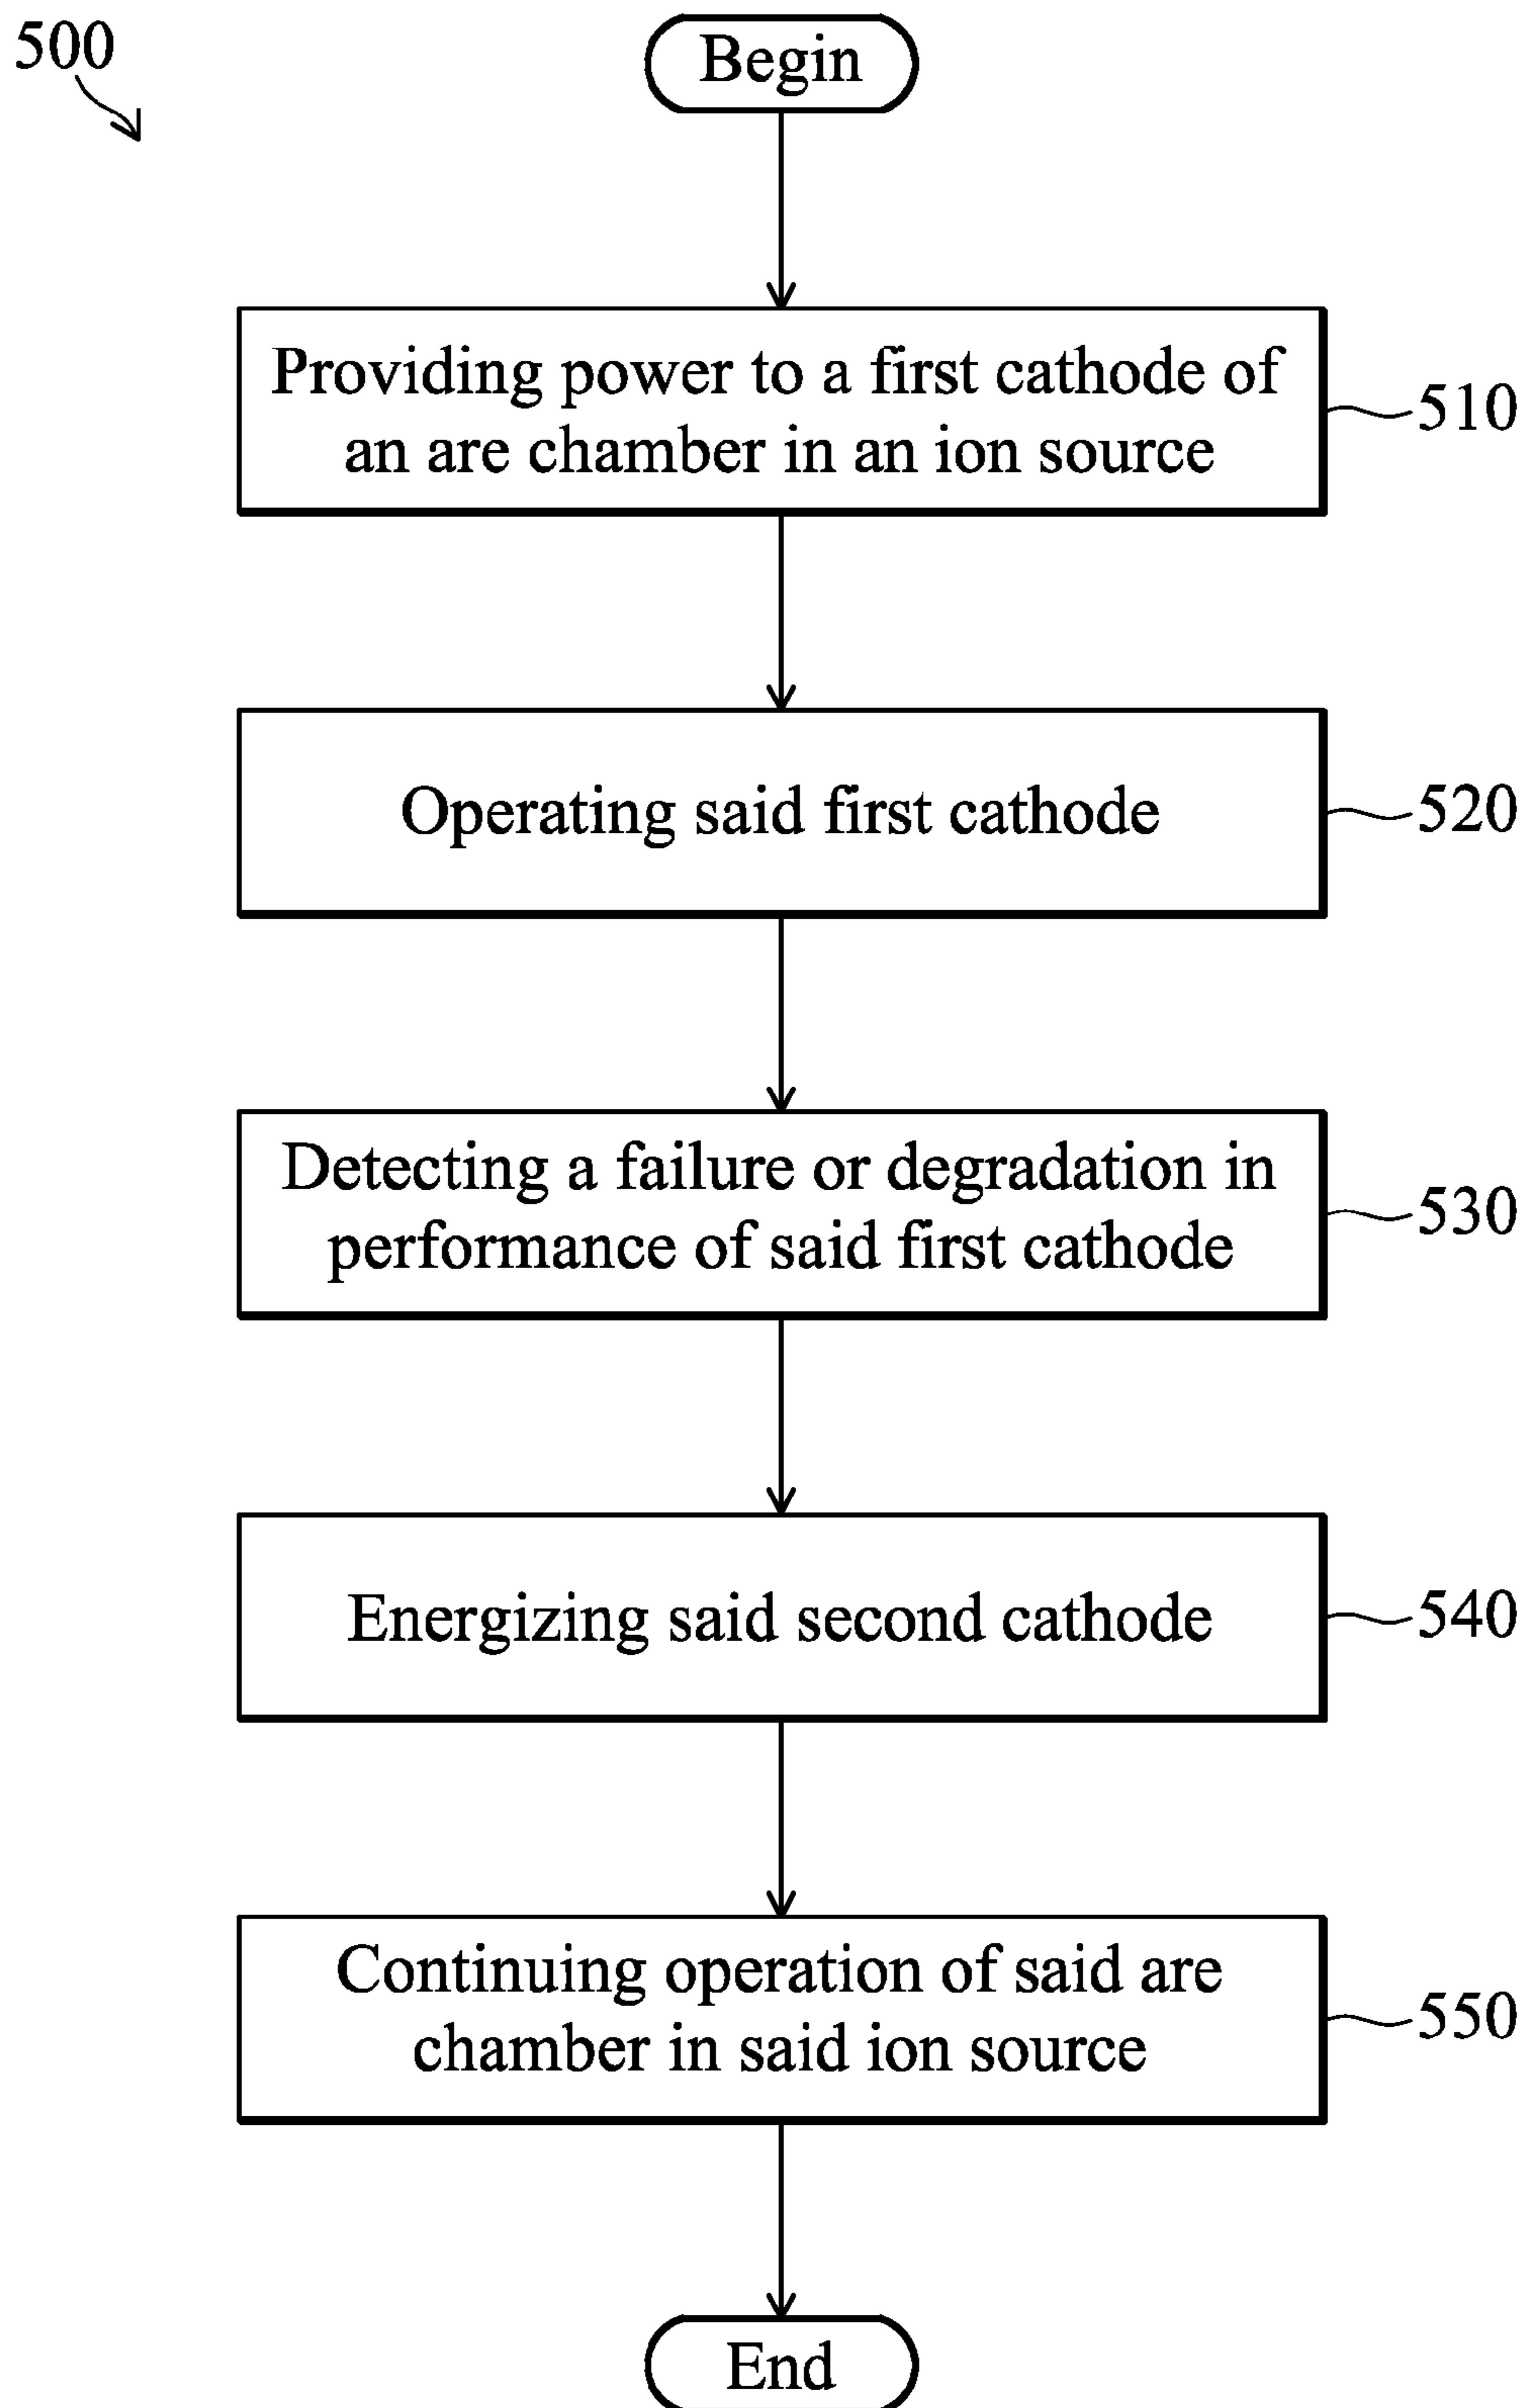 500
Begin
Providing power to a first cathode of
an are chamber in an ion source
510
Operating said first cathode
520
Detecting a failure or degradation in
performance of said first cathode
530
Energizing said second cathode
540
Continuing operation of said are
chamber in said ion source
550
End